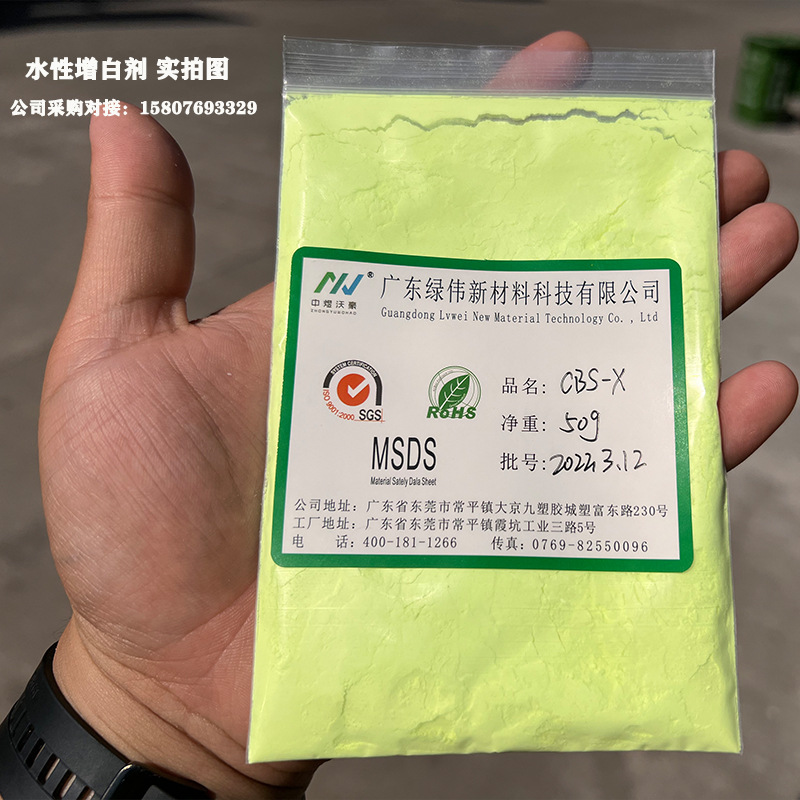 水性增白剂 实拍图
公司采购对接：15807693329
中煜沃豪
ZHONGYUWOHAO
®
广东绿伟新材料科技有限公司
Guangdong Lvwei New Material Technology Co. , Ltd
SYSTEM CERTIFICATION
ISO 9001:2000
SGS
RoHS
MSDS
Material Safely Data Sheet
品名: CBS-X
净重: 50g
批号: 2022.3.12
公司地址: 广东省东莞市常平镇大京九塑胶城塑富东路230号
工厂地址: 广东省东莞市常平镇霞坑工业三路5号
电 话: 400-181-1266 传真: 0769-82550096